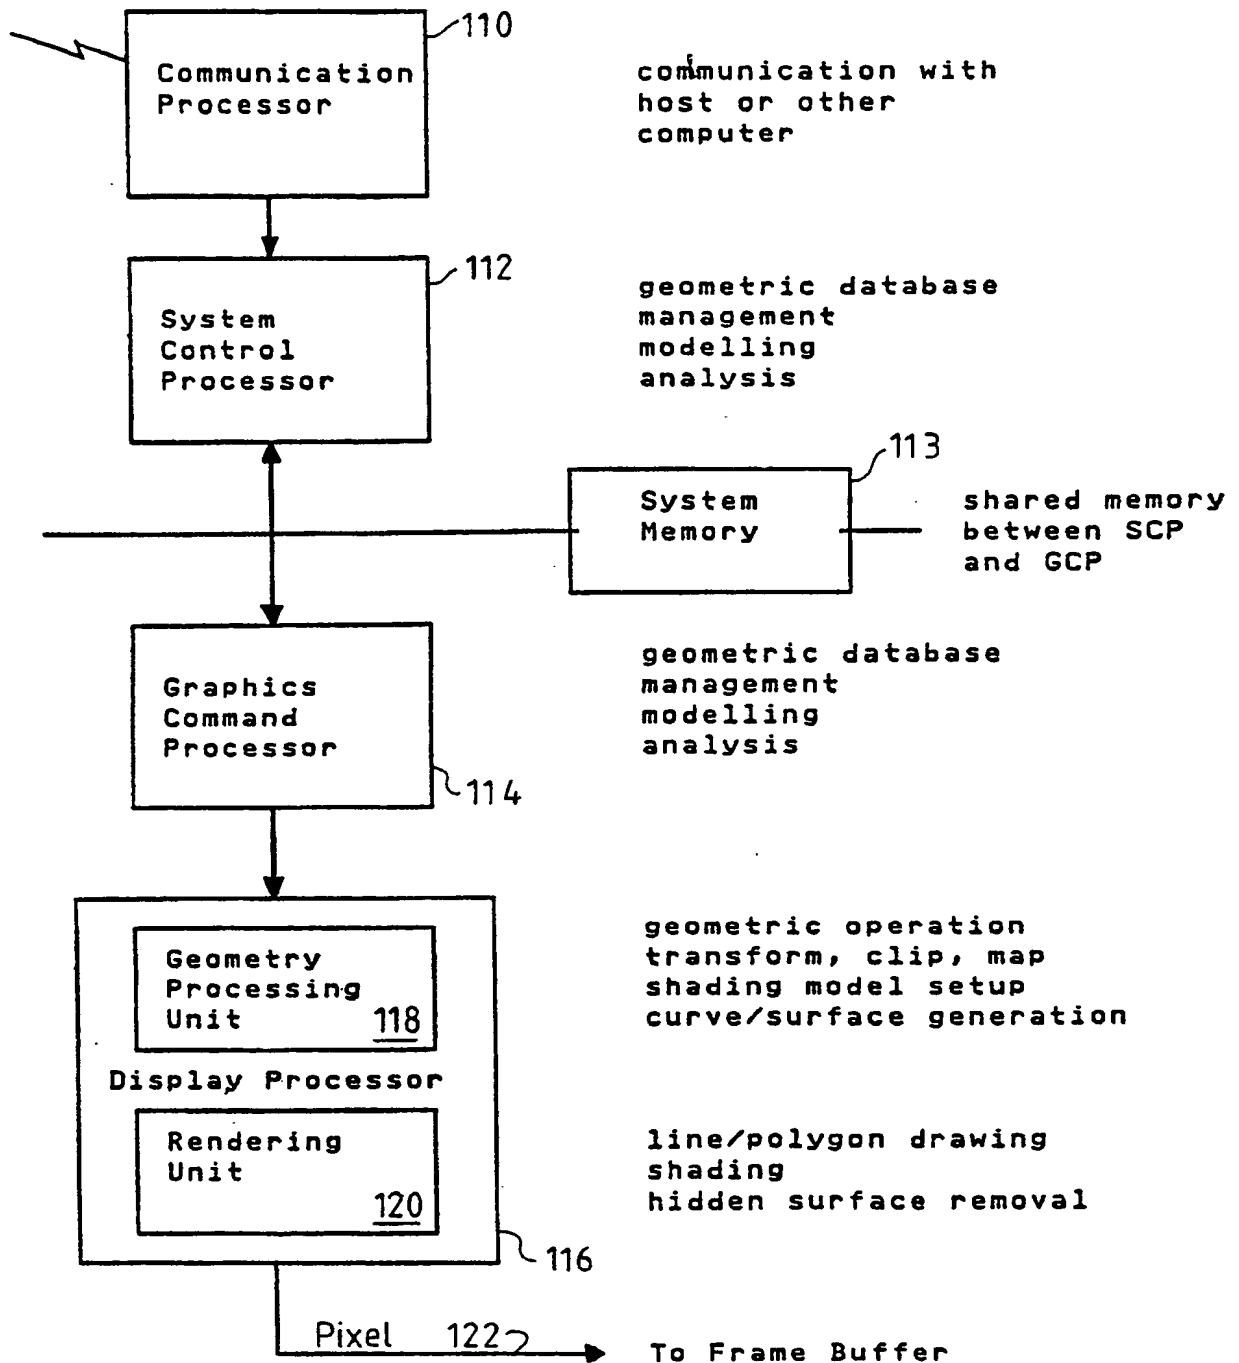 110
Communication
Processor
communication with
host or other
computer
112
System
Control
Processor
geometric database
management
modelling
analysis
113
System
Memory
shared memory
between SCP
and GCP
Graphics
Command
Processor
114
geometric database
management
modelling
analysis
Geometry
Processing
Unit 118
geometric operation
transform, clip, map
shading model setup
curve/surface generation
Display Processor
Rendering
Unit
120
line/polygon drawing
shading
hidden surface removal
116
Pixel 122
To Frame Buffer